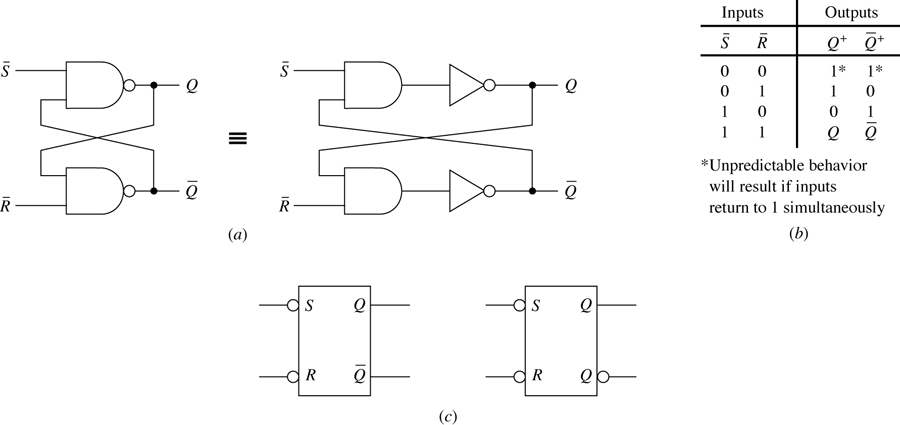 S̄ Q S̄ Q
≡
R̄ Q̄ R̄ Q̄
(a)
Inputs Outputs
S̄ R̄ Q⁺ Q̄⁺
0 0 1* 1*
0 1 1 0
1 0 0 1
1 1 Q Q̄
*Unpredictable behavior
will result if inputs
return to 1 simultaneously
(b)
S Q S Q
R Q̄ R Q
(c)